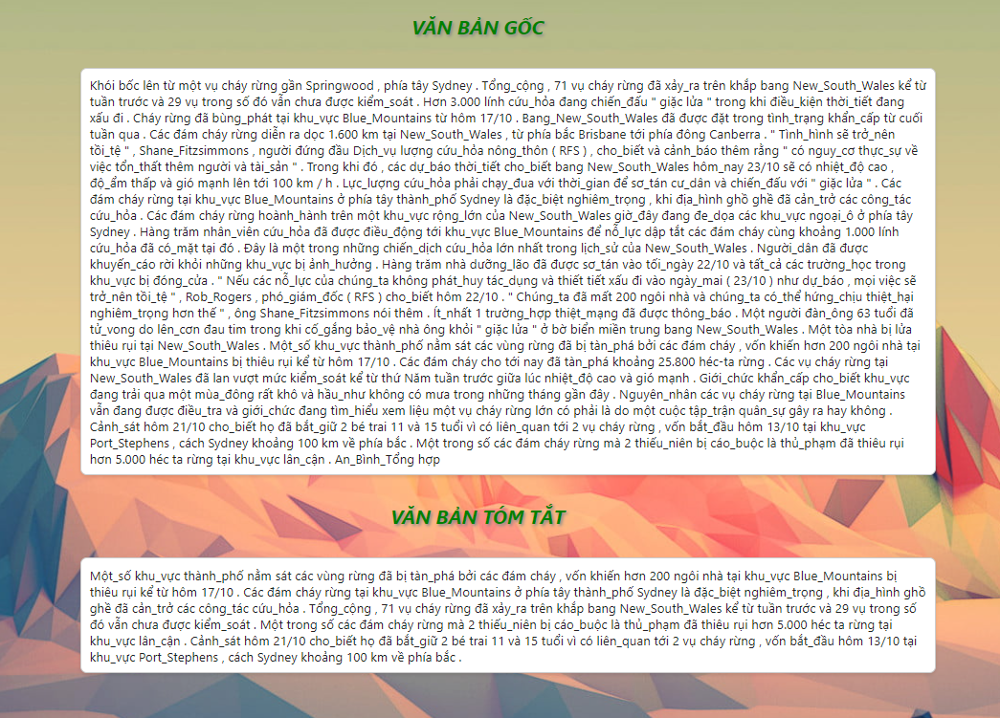 VĂN BẢN GỐC
Khói bốc lên từ một vụ cháy rừng gần Springwood , phía tây Sydney . Tổng_cộng , 71 vụ cháy rừng đã xảy_ra trên khắp bang New_South_Wales kể từ
tuần trước và 29 vụ trong số đó vẫn chưa được kiểm_soát . Hơn 3.000 lính cứu_hỏa đang chiến_đấu " giặc lửa " trong khi điều_kiện thời_tiết đang
xấu đi . Cháy rừng đã bùng_phát tại khu_vực Blue_Mountains từ hôm 17/10 . Bang_New_South_Wales đã được đặt trong tình_trạng khẩn_cấp từ cuối
tuần qua . Các đám cháy rừng diễn ra dọc 1.600 km tại New_South_Wales , từ phía bắc Brisbane tới phía đông Canberra . " Tình_hình sẽ trở_nên
tồi_tệ " , Shane_Fitzsimmons , người đứng đầu Dịch_vụ lượng cứu_hỏa nông_thôn ( RFS ) , cho_biết và cảnh_báo thêm rằng " có nguy_cơ thực_sự về
việc tổn_thất thêm người và tài_sản " . Trong khi đó , các dự_báo thời_tiết cho_biết bang New_South_Wales hôm_nay 23/10 sẽ có nhiệt_độ cao ,
độ_ẩm thấp và gió mạnh lên tới 100 km / h . Lực_lượng cứu_hỏa phải chạy_đua với thời_gian để sơ_tán cư_dân và chiến_đấu với " giặc lửa " . Các
đám cháy rừng tại khu_vực Blue_Mountains ở phía tây thành_phố Sydney là đặc_biệt nghiêm_trọng , khi địa_hình ghồ ghề đã cản_trở các công_tác
cứu_hỏa . Các đám cháy rừng hoành_hành trên một khu_vực rộng_lớn của New_South_Wales giờ_đây đang đe_dọa các khu_vực ngoại_ô ở phía tây
Sydney . Hàng trăm nhân_viên cứu_hỏa đã được điều_động tới khu_vực Blue_Mountains để nỗ_lực dập tắt các đám cháy cùng khoảng 1.000 lính
cứu_hỏa đã có_mặt tại đó . Đây là một trong những chiến_dịch cứu_hỏa lớn nhất trong lịch_sử của New_South_Wales . Người_dân đã được
khuyến_cáo rời khỏi những khu_vực bị ảnh_hưởng . Hàng trăm nhà dưỡng_lão đã được sơ_tán vào tối_ngày 22/10 và tất_cả các trường_học trong
khu_vực bị đóng_cửa . " Nếu các nỗ_lực của chúng_ta không phát_huy tác_dụng và thiết tiết xấu đi vào ngày_mai ( 23/10 ) như dự_báo , mọi việc sẽ
trở_nên tồi_tệ " , Rob_Rogers , phó_giám_đốc ( RFS ) cho_biết hôm 22/10 . " Chúng_ta đã mất 200 ngôi nhà và chúng_ta có_thể hứng_chịu thiệt_hại
nghiêm_trọng hơn thế " , ông Shane_Fitzsimmons nói thêm . Ít_nhất 1 trường_hợp thiệt_mạng đã được thông_báo . Một người đàn_ông 63 tuổi đã
tử_vong do lên_cơn đau tim trong khi cố_gắng bảo_vệ nhà ông khỏi " giặc lửa " ở bờ biển miền trung bang New_South_Wales . Một tòa nhà bị lửa
thiêu rụi tại New_South_Wales . Một_số khu_vực thành_phố nằm sát các vùng rừng đã bị tàn_phá bởi các đám cháy , vốn khiến hơn 200 ngôi nhà tại
khu_vực Blue_Mountains bị thiêu rụi kể từ hôm 17/10 . Các đám cháy cho tới nay đã tàn_phá khoảng 25.800 héc-ta rừng . Các vụ cháy rừng tại
New_South_Wales đã lan vượt mức kiểm_soát kể từ thứ Năm tuần trước giữa lúc nhiệt_độ cao và gió mạnh . Giới_chức khẩn_cấp cho_biết khu_vực
đang trải qua một mùa_đông rất khô và hầu_như không có mưa trong những tháng gần đây . Nguyên_nhân các vụ cháy rừng tại Blue_Mountains
vẫn đang được điều_tra và giới_chức đang tìm_hiểu xem liệu một vụ cháy rừng lớn có phải là do một cuộc tập_trận quân_sự gây ra hay không .
Cảnh_sát hôm 21/10 cho_biết họ đã bắt_giữ 2 bé trai 11 và 15 tuổi vì có liên_quan tới 2 vụ cháy rừng , vốn bắt_đầu hôm 13/10 tại khu_vực
Port_Stephens , cách Sydney khoảng 100 km về phía bắc . Một trong số các đám cháy rừng mà 2 thiếu_niên bị cáo_buộc là thủ_phạm đã thiêu rụi
hơn 5.000 héc ta rừng tại khu_vực lân_cận . An_Bình_Tổng hợp
VĂN BẢN TÓM TẮT
Một_số khu_vực thành_phố nằm sát các vùng rừng đã bị tàn_phá bởi các đám cháy , vốn khiến hơn 200 ngôi nhà tại khu_vực Blue_Mountains bị
thiêu rụi kể từ hôm 17/10 . Các đám cháy rừng tại khu_vực Blue_Mountains ở phía tây thành_phố Sydney là đặc_biệt nghiêm_trọng , khi địa_hình ghồ
ghề đã cản_trở các công_tác cứu_hỏa . Tổng_cộng , 71 vụ cháy rừng đã xảy_ra trên khắp bang New_South_Wales kể từ tuần trước và 29 vụ trong số
đó vẫn chưa được kiểm_soát . Một trong số các đám cháy rừng mà 2 thiếu_niên bị cáo_buộc là thủ_phạm đã thiêu rụi hơn 5.000 héc ta rừng tại
khu_vực lân_cận . Cảnh_sát hôm 21/10 cho_biết họ đã bắt_giữ 2 bé trai 11 và 15 tuổi vì có liên_quan tới 2 vụ cháy rừng , vốn bắt_đầu hôm 13/10 tại
khu_vực Port_Stephens , cách Sydney khoảng 100 km về phía bắc .